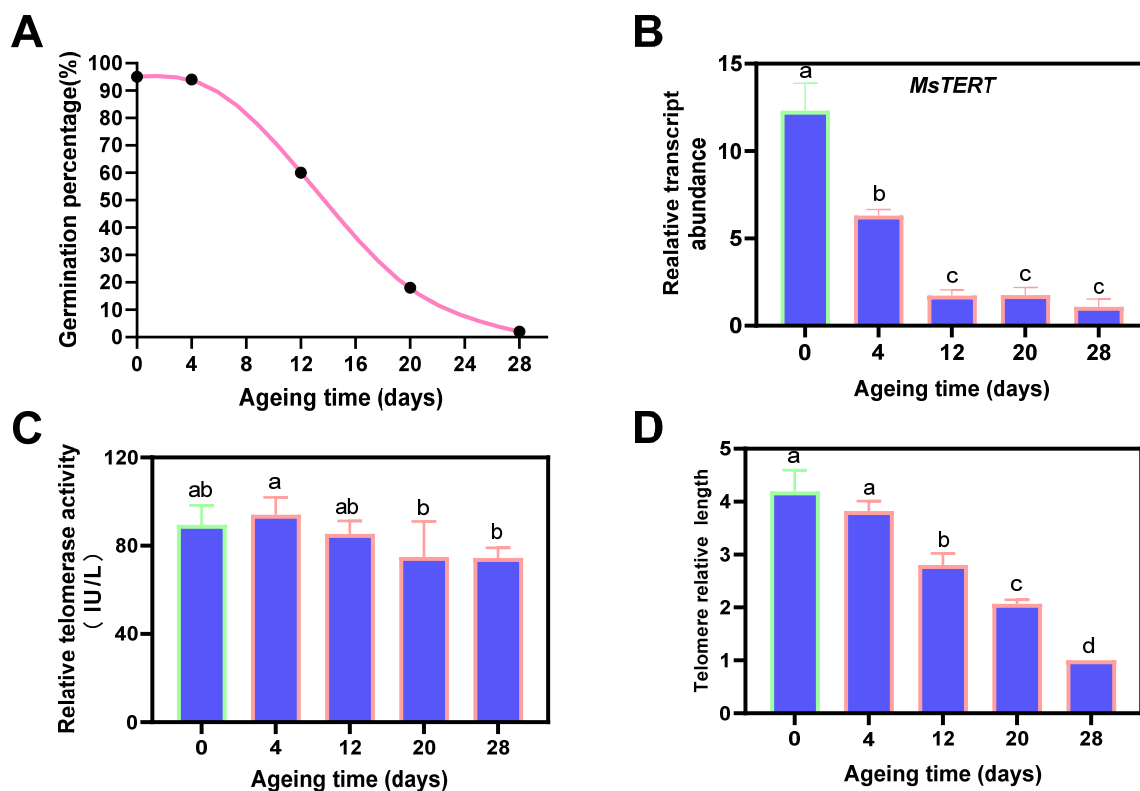 A
100
90
80
70
60
50
40
30
20
10
0
Germination percentage(%)
0 4 8 12 16 20 24 28
Ageing time (days)
B
15
10
5
0
Realative transcript
abundance
MsTERT
a
b
c
c
c
0 4 12 20 28
Ageing time (days)
C
120
80
40
0
Relative telomerase activity
( IU/L)
ab
a
ab
b
b
0 4 12 20 28
Ageing time (days)
D
5
4
3
2
1
0
Telomere relative length
a
a
b
c
d
0 4 12 20 28
Ageing time (days)